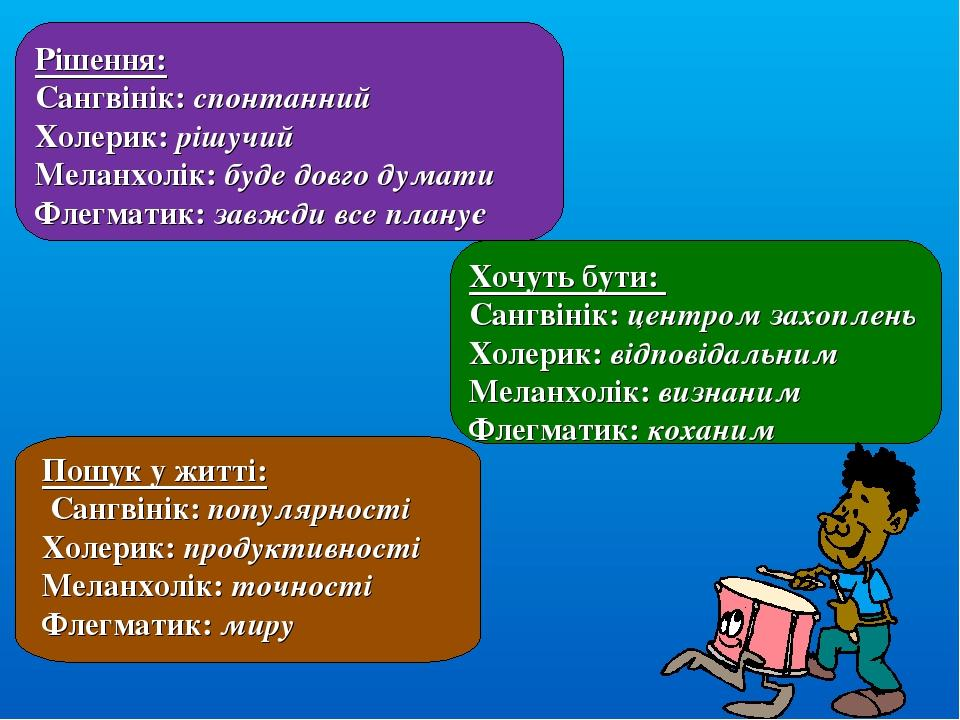 Рішення:
Сангвінік: спонтанний
Холерик: рішучий
Меланхолік: буде довго думати
Флегматик: завжди все планує
Хочуть бути:
Сангвінік: центром захоплень
Холерик: відповідальним
Меланхолік: визнаним
Флегматик: коханим
Пошук у житті:
Сангвінік: популярності
Холерик: продуктивності
Меланхолік: точності
Флегматик: миру